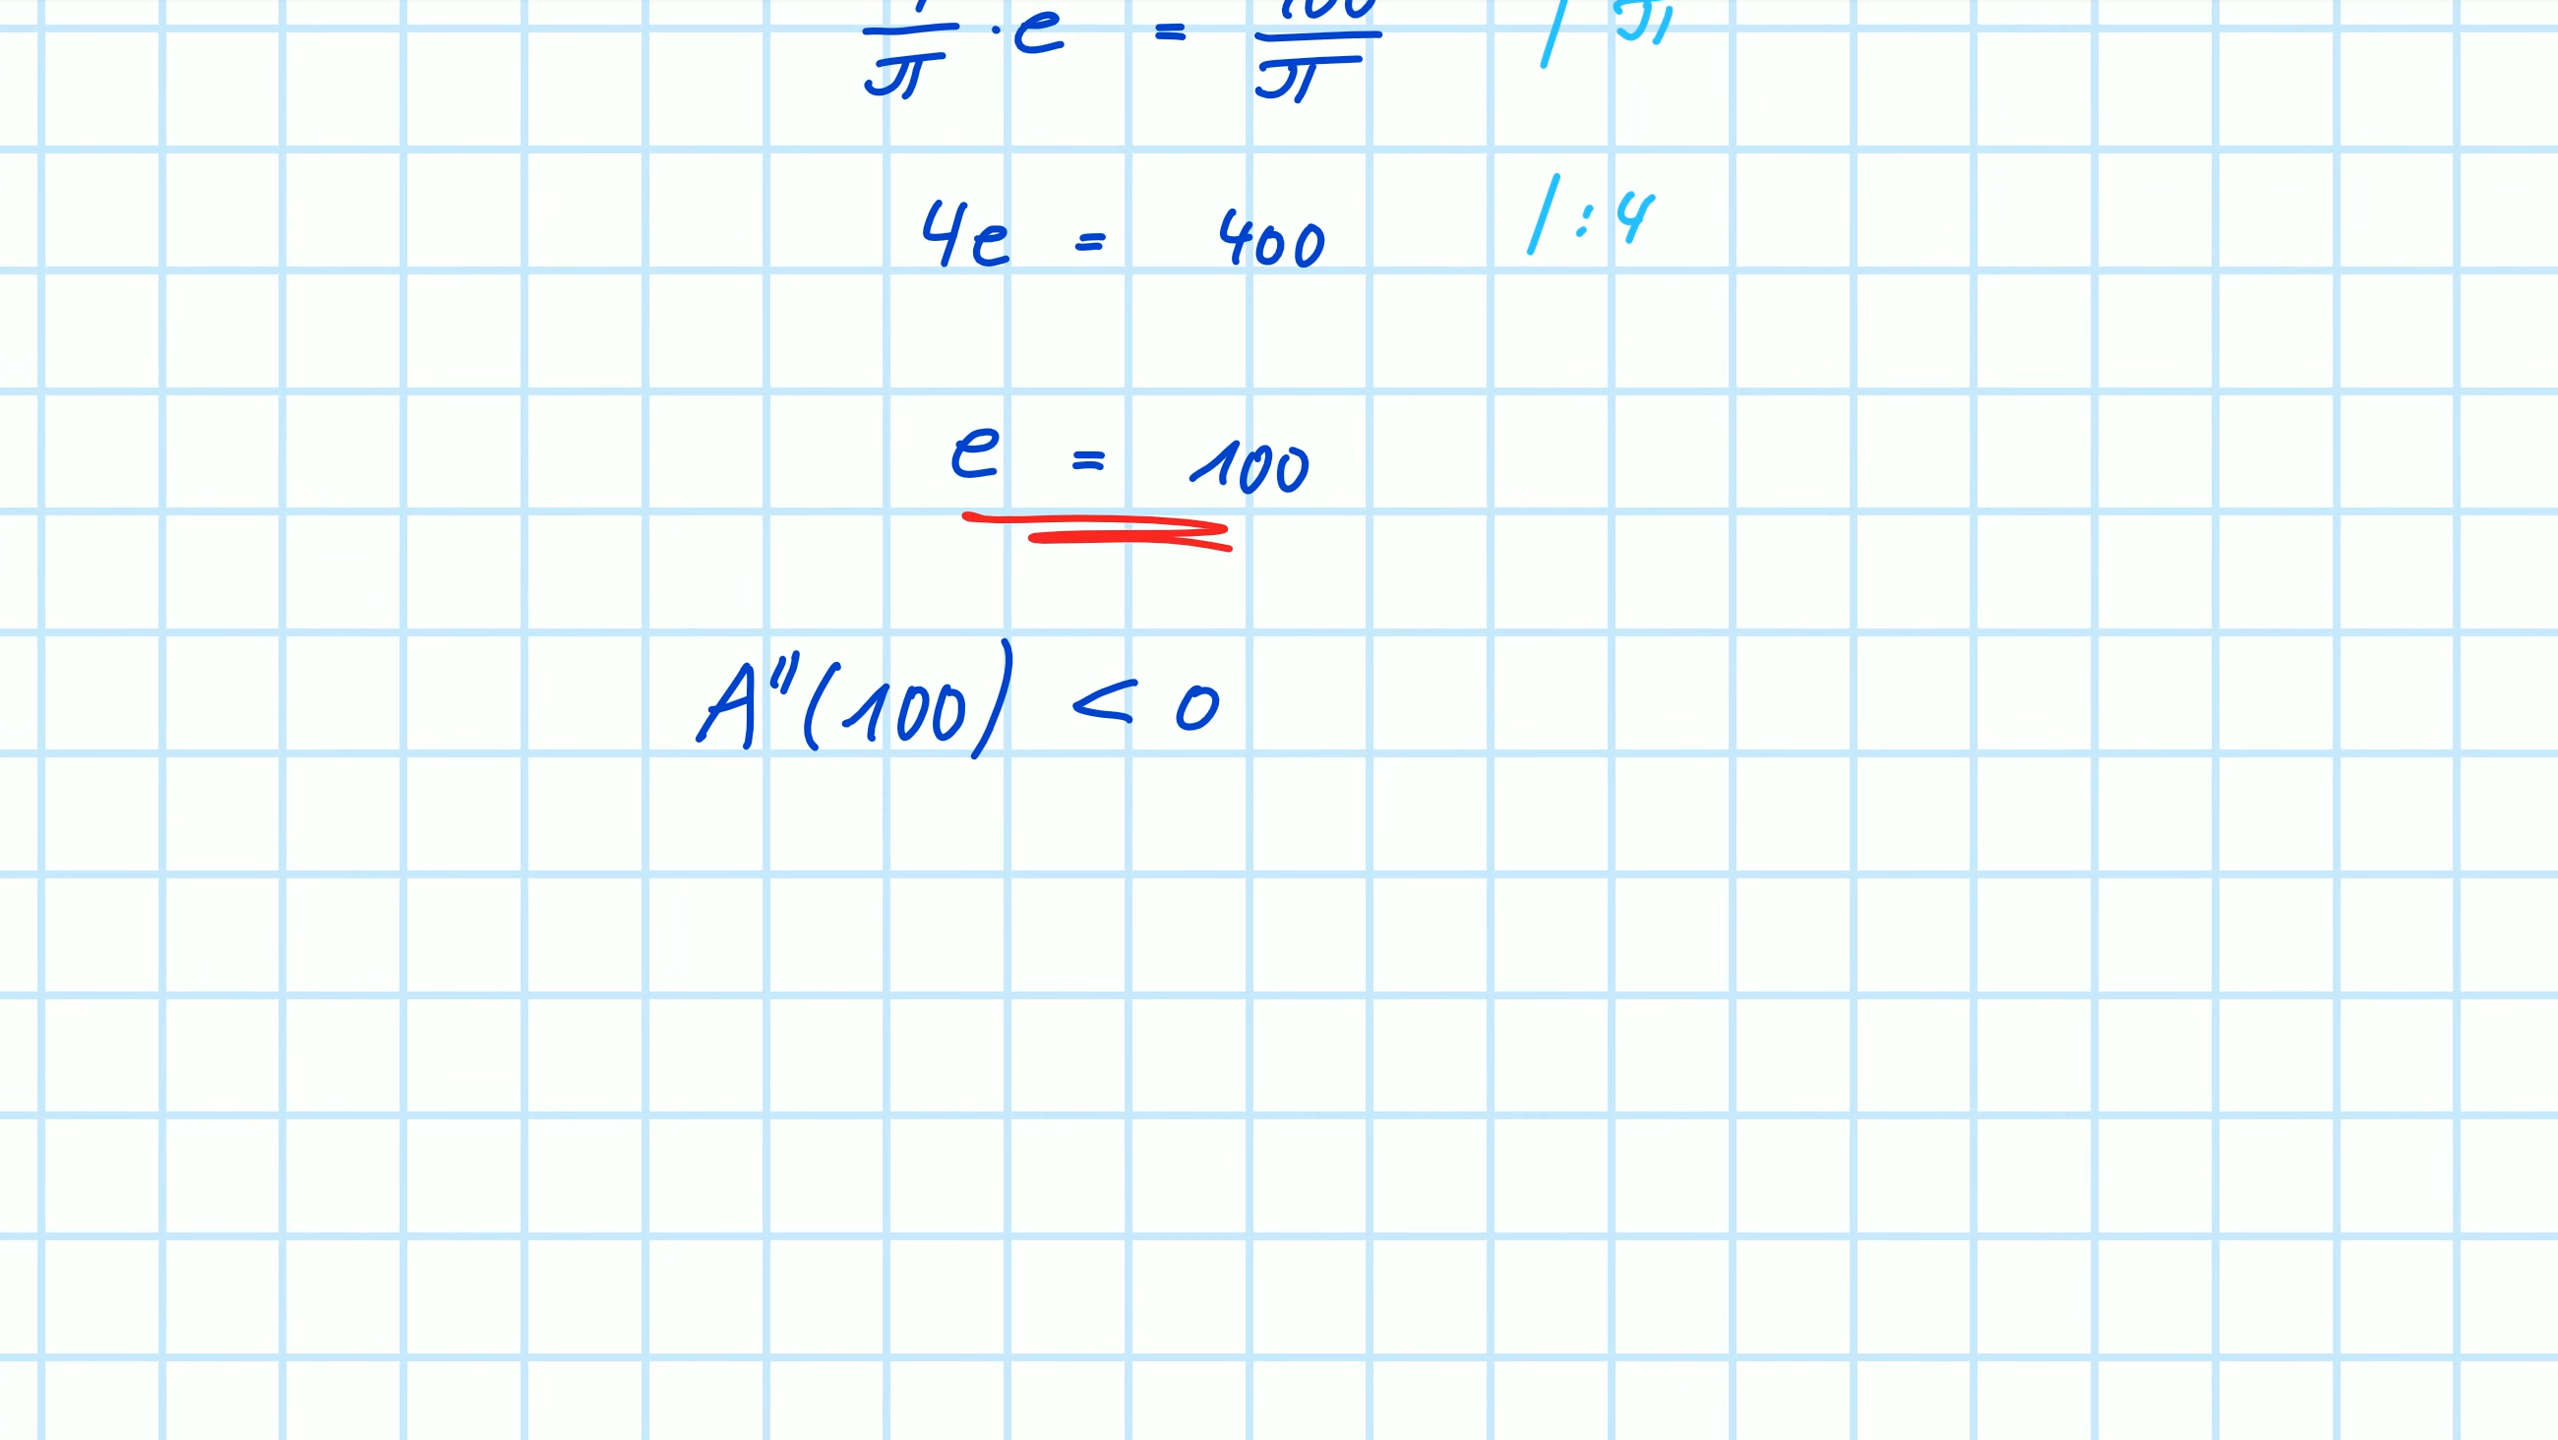 /π · e = /π | π
4e = 400 | :4
e = 100
A''(100) < 0